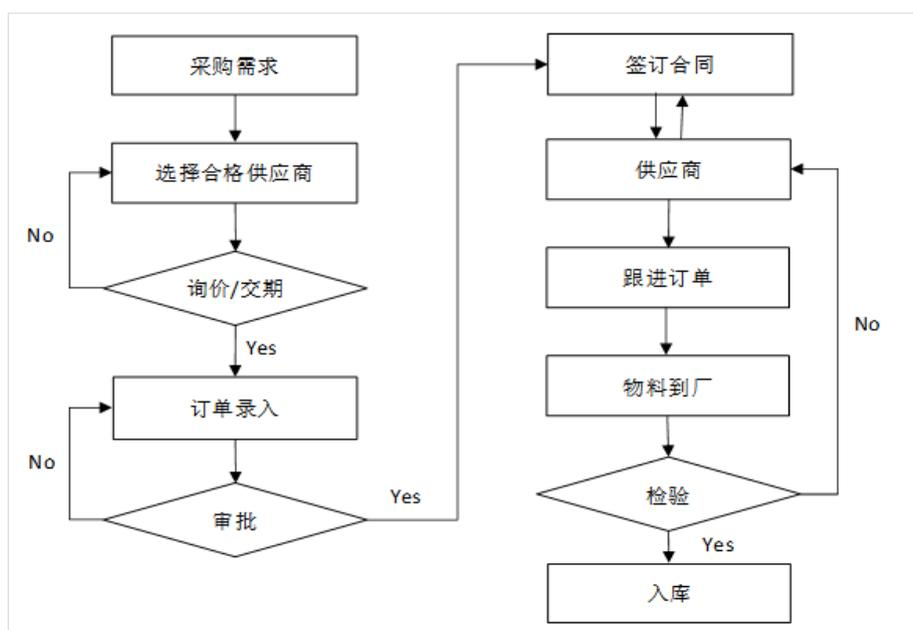 采购需求
选择合格供应商
No
询价/交期
Yes
订单录入
No
审批
Yes
签订合同
供应商
跟进订单
No
物料到厂
检验
Yes
入库